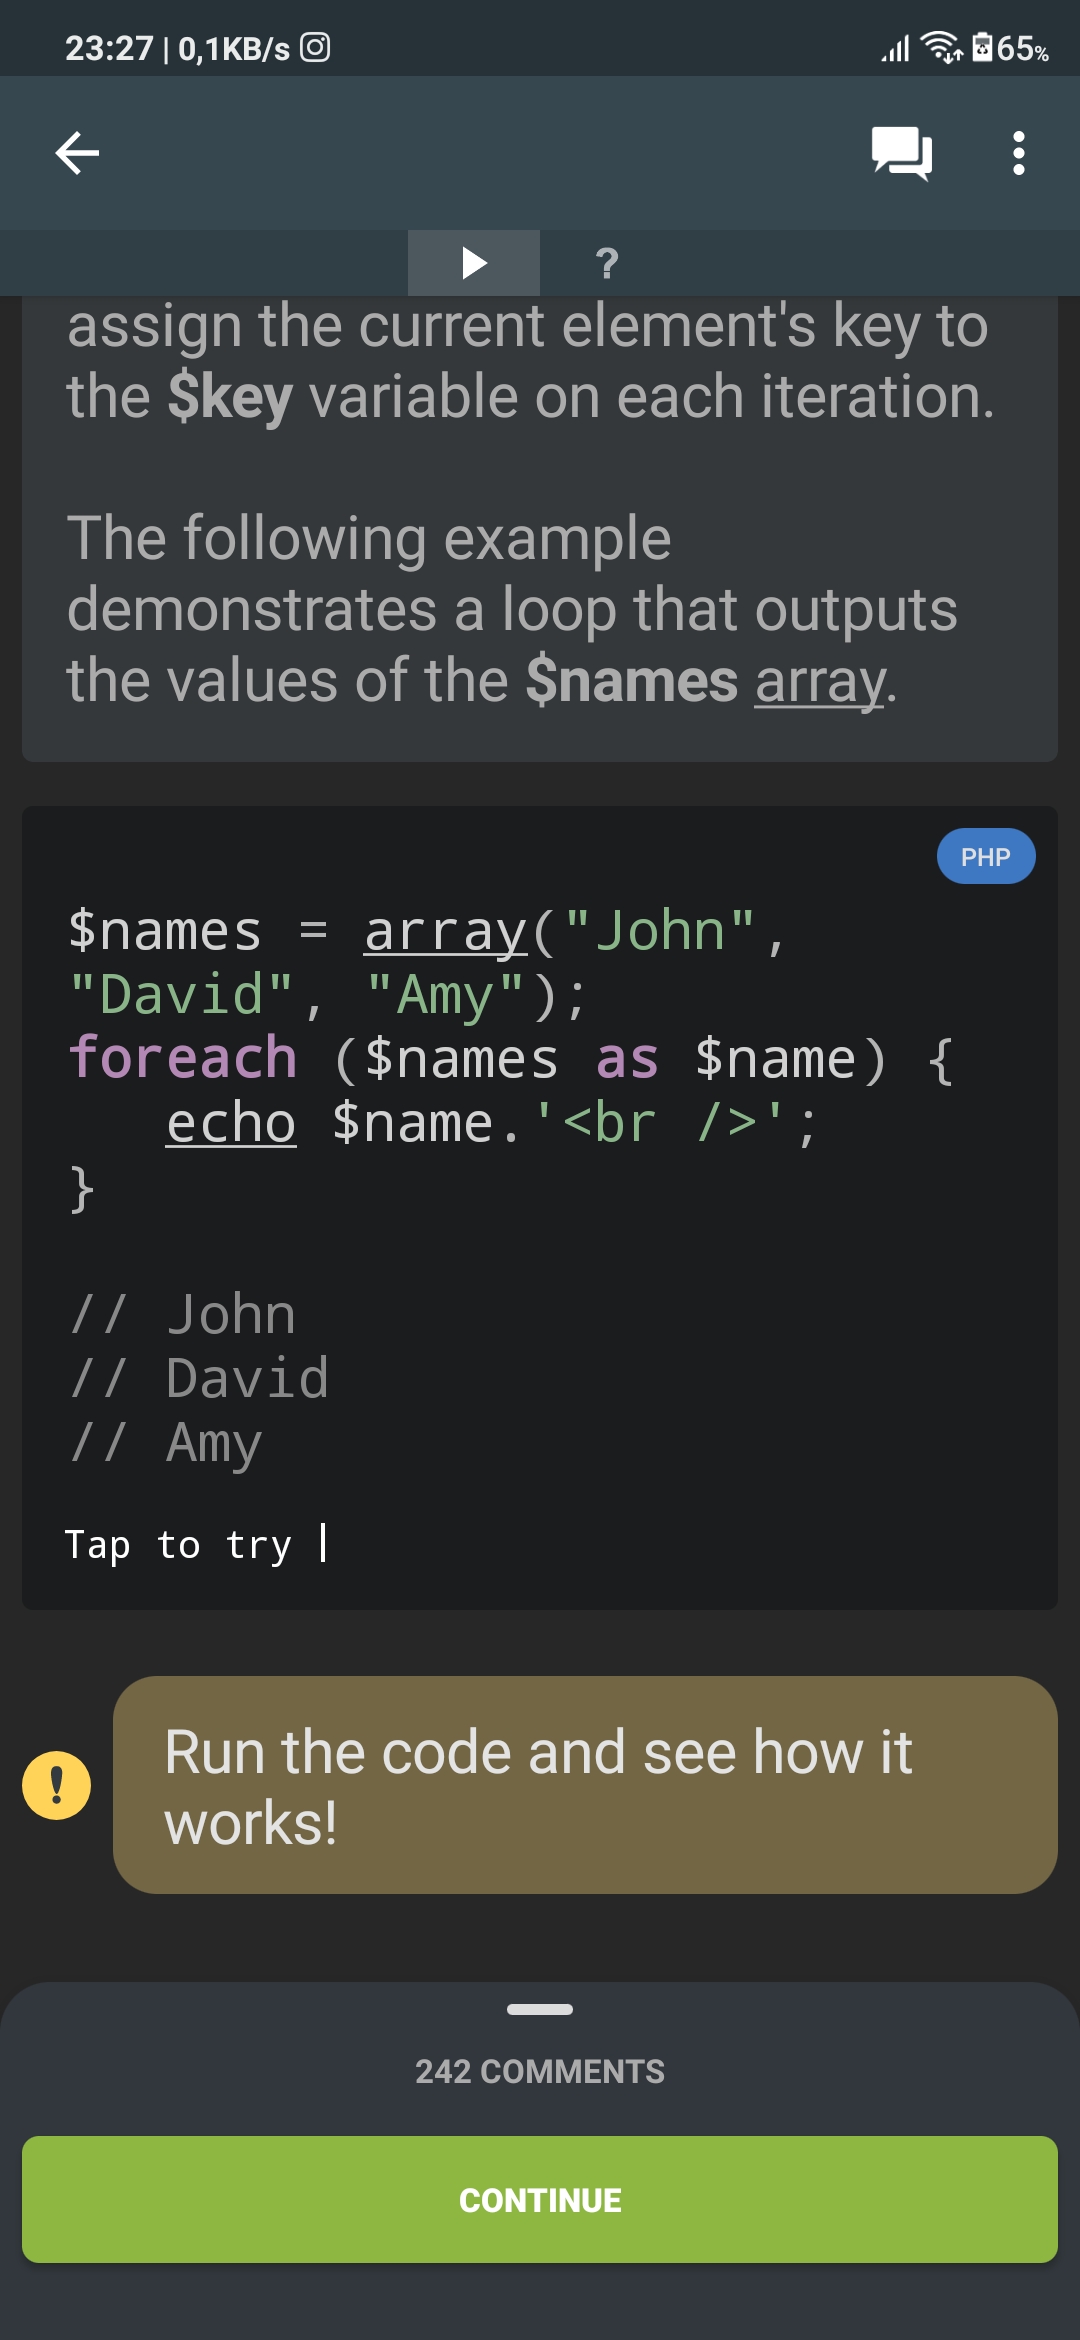 23:27 | 0,1KB/s
65%
?
assign the current element's key to
the $key variable on each iteration.
The following example
demonstrates a loop that outputs
the values of the $names array.
PHP
$names = array("John",
"David", "Amy");
foreach ($names as $name) {
   echo $name.'<br />';
}
// John
// David
// Amy
Tap to try |
!
Run the code and see how it
works!
242 COMMENTS
CONTINUE